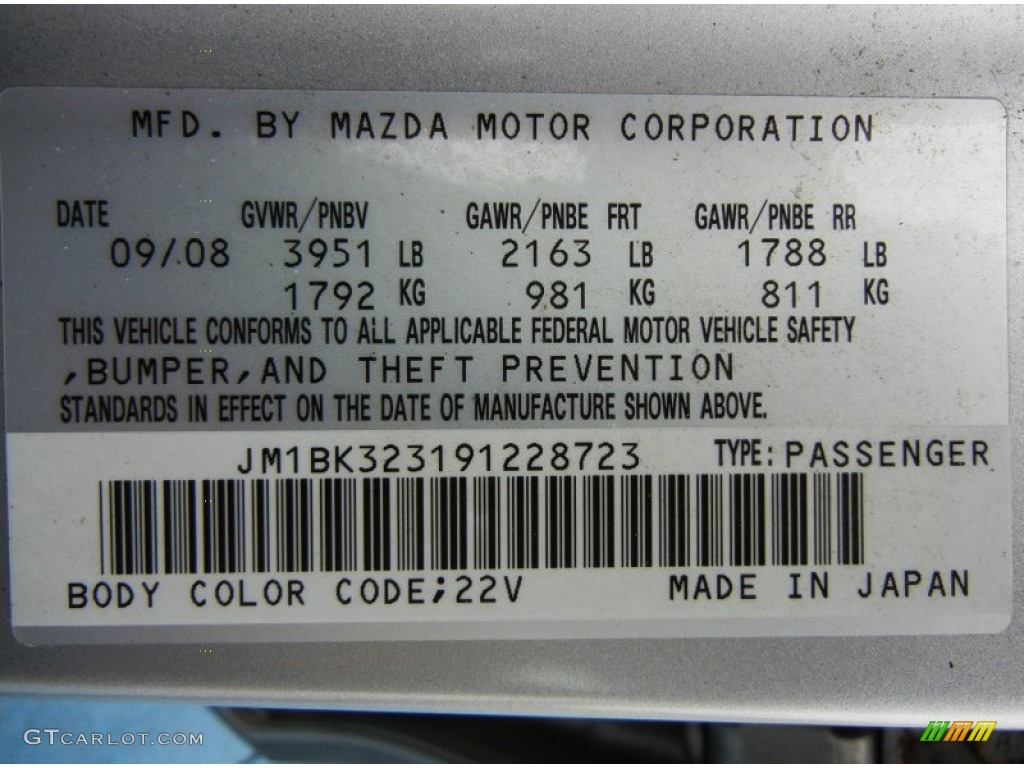 MFD. BY MAZDA MOTOR CORPORATION
DATE GVWR/PNBV GAWR/PNBE FRT GAWR/PNBE RR
09/08 3951 LB 2163 LB 1788 LB
1792 KG 981 KG 811 KG
THIS VEHICLE CONFORMS TO ALL APPLICABLE FEDERAL MOTOR VEHICLE SAFETY
,BUMPER,AND THEFT PREVENTION
STANDARDS IN EFFECT ON THE DATE OF MANUFACTURE SHOWN ABOVE.
JM1BK323191228723 TYPE:PASSENGER
BODY COLOR CODE;22V MADE IN JAPAN
GTCARLOT.COM